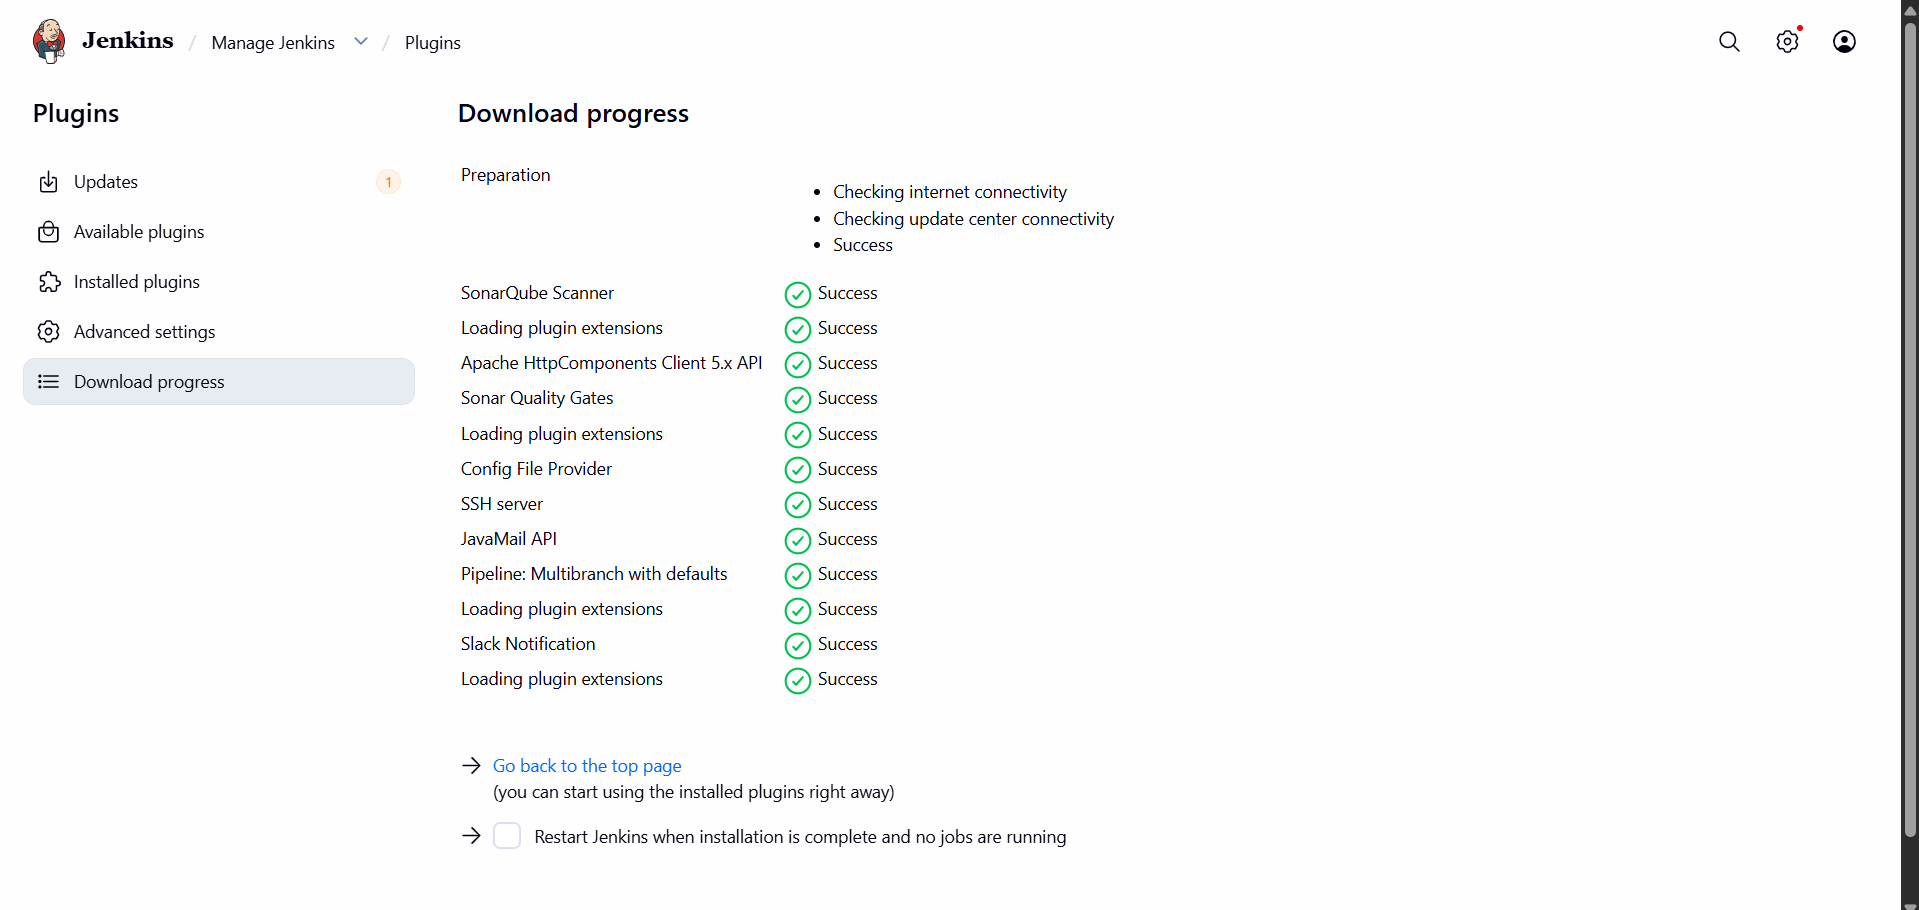 Jenkins / Manage Jenkins / Plugins
Plugins
Updates 1
Available plugins
Installed plugins
Advanced settings
Download progress
Download progress
Preparation
• Checking internet connectivity
• Checking update center connectivity
• Success
SonarQube Scanner Success
Loading plugin extensions Success
Apache HttpComponents Client 5.x API Success
Sonar Quality Gates Success
Loading plugin extensions Success
Config File Provider Success
SSH server Success
JavaMail API Success
Pipeline: Multibranch with defaults Success
Loading plugin extensions Success
Slack Notification Success
Loading plugin extensions Success
→ Go back to the top page
(you can start using the installed plugins right away)
→ Restart Jenkins when installation is complete and no jobs are running